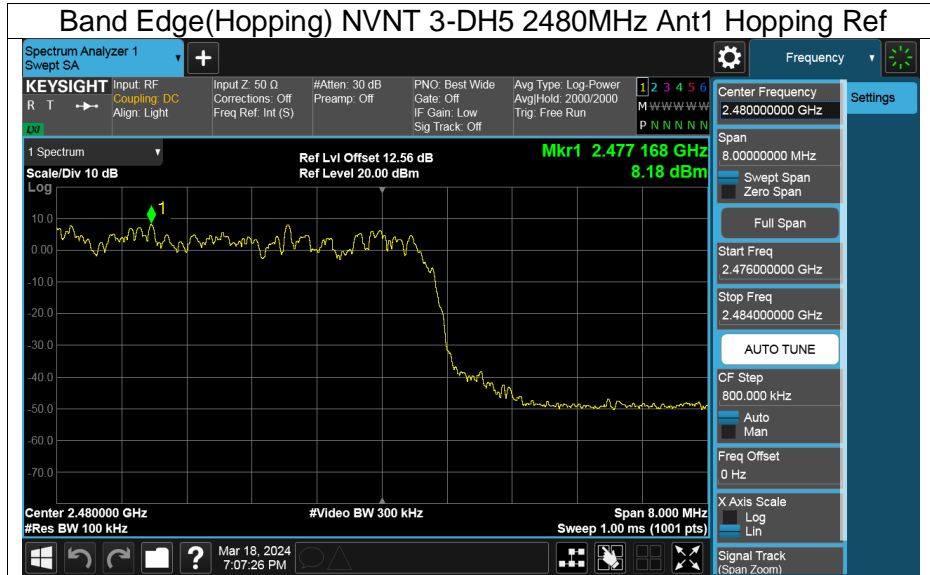 Band Edge(Hopping) NVNT 3-DH5 2480MHz Ant1 Hopping Ref
Spectrum Analyzer 1
Swept SA
+
Frequency
KEYSIGHT
R T
LXI
Input: RF
Coupling: DC
Align: Light
Input Z: 50 Ω
Corrections: Off
Freq Ref: Int (S)
#Atten: 30 dB
Preamp: Off
PNO: Best Wide
Gate: Off
IF Gain: Low
Sig Track: Off
Avg Type: Log-Power
Avg|Hold: 2000/2000
Trig: Free Run
1 2 3 4 5 6
M W W W W W
P N N N N N
1 Spectrum
Scale/Div 10 dB
Ref Lvl Offset 12.56 dB
Ref Level 20.00 dBm
Mkr1 2.477 168 GHz
8.18 dBm
Log
1
10.0
0.00
-10.0
-20.0
-30.0
-40.0
-50.0
-60.0
-70.0
Center 2.480000 GHz
#Res BW 100 kHz
#Video BW 300 kHz
Span 8.000 MHz
Sweep 1.00 ms (1001 pts)
?
Mar 18, 2024
7:07:26 PM
Center Frequency
2.480000000 GHz
Settings
Span
8.00000000 MHz
Swept Span
Zero Span
Full Span
Start Freq
2.476000000 GHz
Stop Freq
2.484000000 GHz
AUTO TUNE
CF Step
800.000 kHz
Auto
Man
Freq Offset
0 Hz
X Axis Scale
Log
Lin
Signal Track
(Span Zoom)